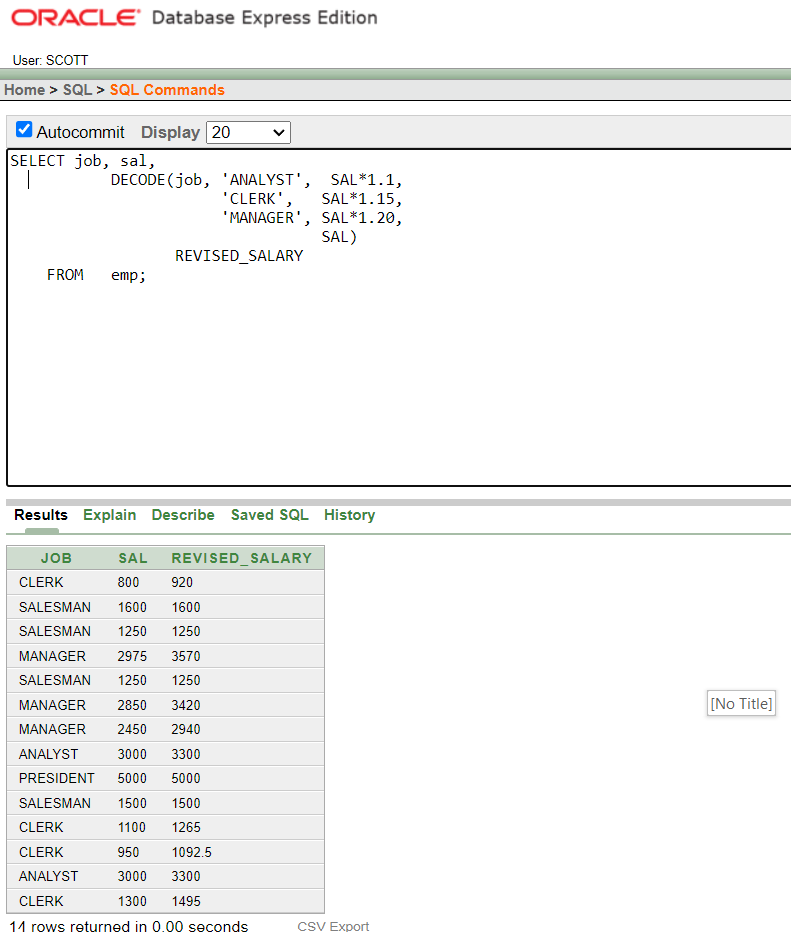 ORACLE Database Express Edition
User: SCOTT
Home > SQL > SQL Commands
Autocommit Display 20
SELECT job, sal,
DECODE(job, 'ANALYST', SAL*1.1,
'CLERK', SAL*1.15,
'MANAGER', SAL*1.20,
SAL)
REVISED_SALARY
FROM emp;
Results Explain Describe Saved SQL History
JOB SAL REVISED_SALARY
CLERK 800 920
SALESMAN 1600 1600
SALESMAN 1250 1250
MANAGER 2975 3570
SALESMAN 1250 1250
MANAGER 2850 3420
[No Title]
MANAGER 2450 2940
ANALYST 3000 3300
PRESIDENT 5000 5000
SALESMAN 1500 1500
CLERK 1100 1265
CLERK 950 1092.5
ANALYST 3000 3300
CLERK 1300 1495
14 rows returned in 0.00 seconds CSV Export